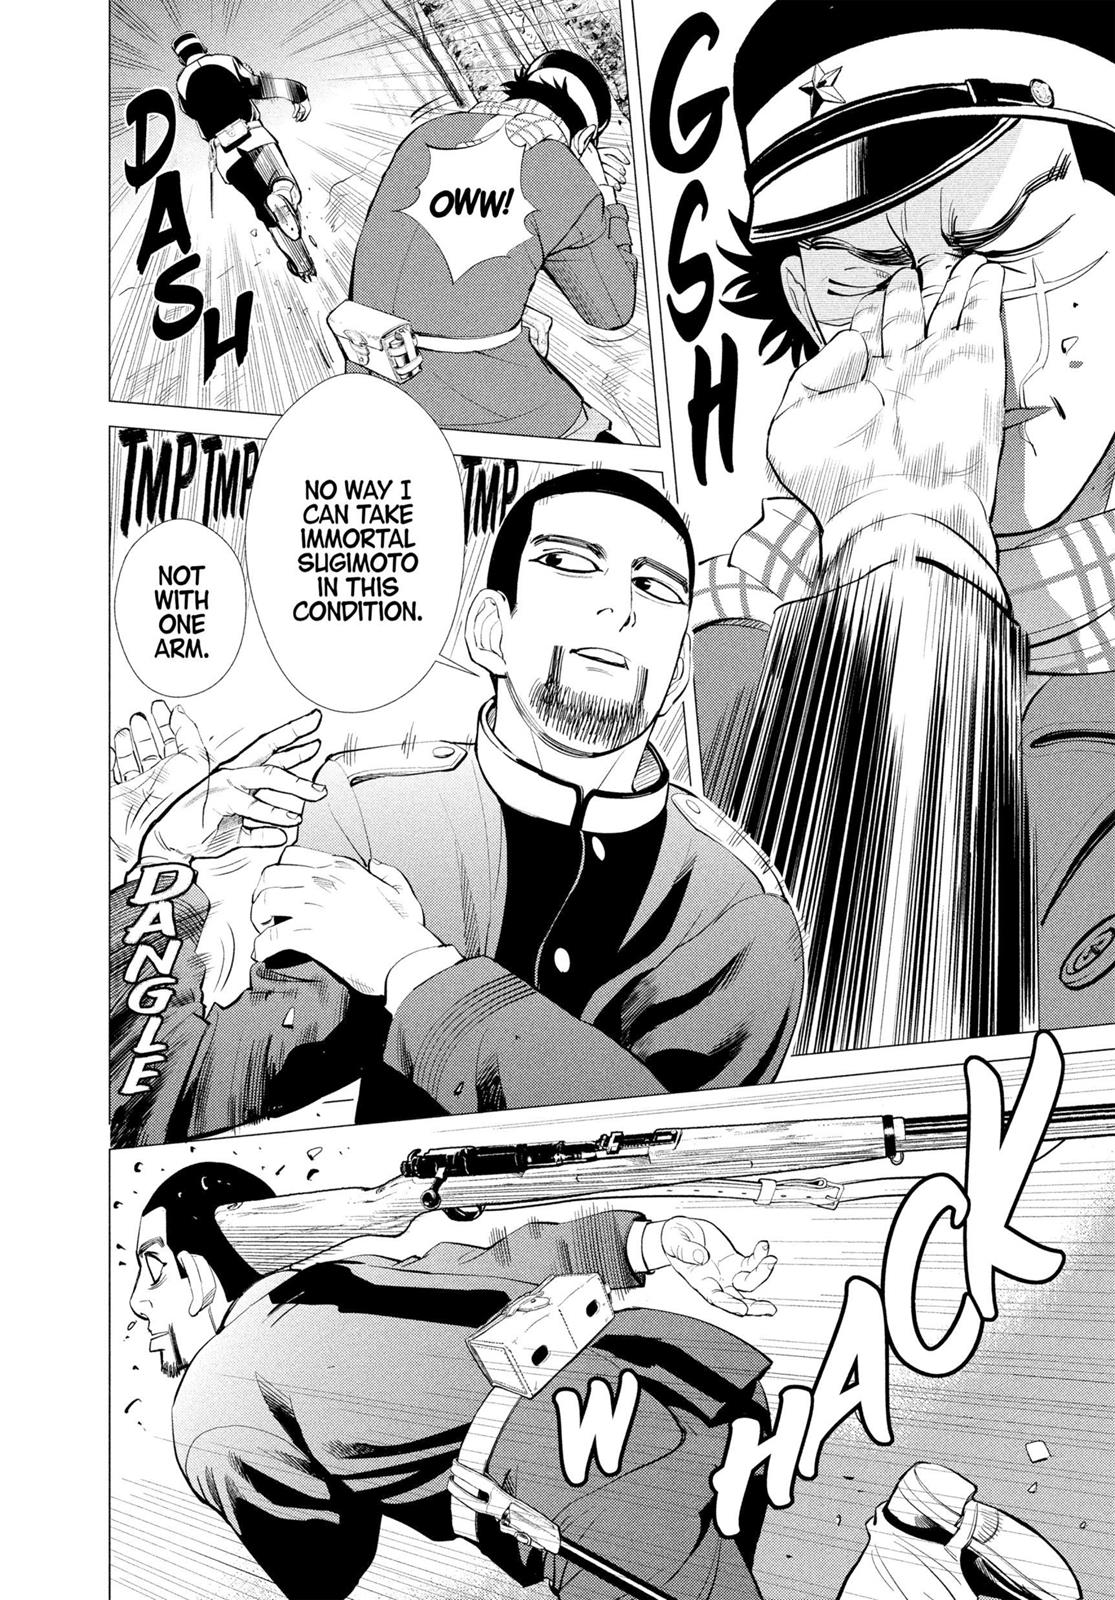 GSH
OWW!
DASH
TMP TMP TMP
NO WAY I
CAN TAKE
IMMORTAL
SUGIMOTO
IN THIS
CONDITION.
NOT
WITH
ONE
ARM.
DANGLE
WHACK